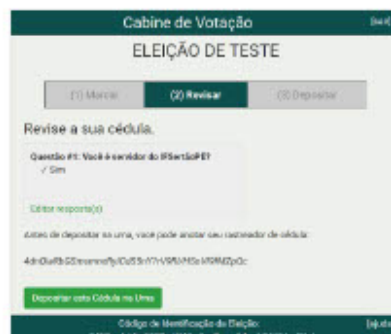 Cabine de Votação
ELEIÇÃO DE TESTE
(1) Marcar
(2) Revisar
(3) Depositar
Revise a sua cédula.
Questão #1: Você é servidor do IFSertãoPE?
✓ Sim
Editar resposta(s)
Antes de depositar na urna, você pode anotar seu rastreador de cédula:
Depositar esta Cédula na Urna
Código de Identificação da Eleição: